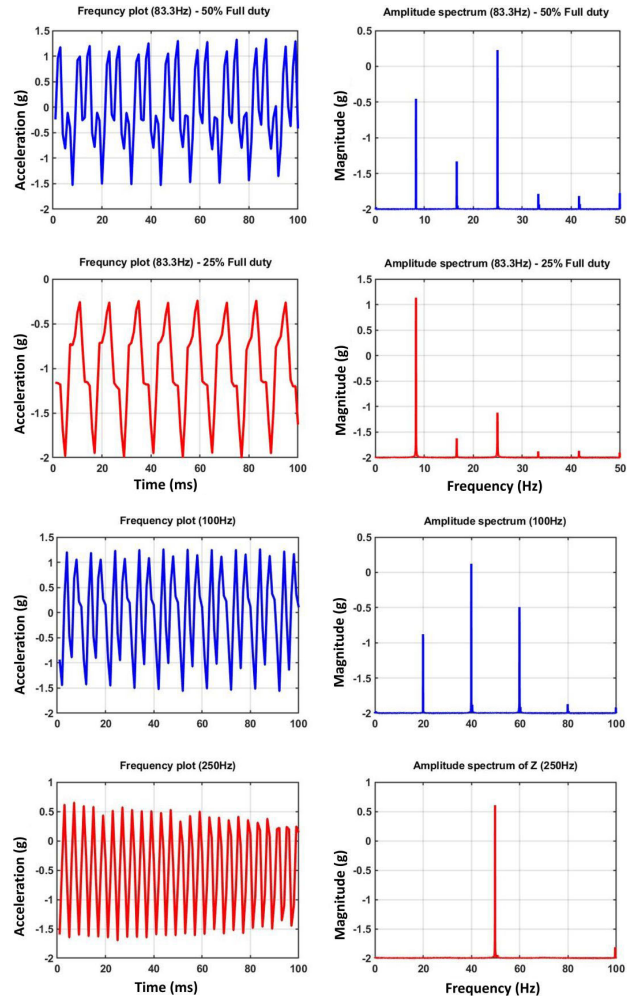 Frequncy plot (83.3Hz) - 50% Full duty
Acceleration (g)
1.5
1
0.5
0
-0.5
-1
-1.5
-2
0 20 40 60 80 100
Amplitude spectrum (83.3Hz) - 50% Full duty
Magnitude (g)
0.5
0
-0.5
-1
-1.5
-2
0 10 20 30 40 50
Frequncy plot (83.3Hz) - 25% Full duty
Acceleration (g)
0
-0.5
-1
-1.5
-2
0 20 40 60 80 100
Time (ms)
Amplitude spectrum (83.3Hz) - 25% Full duty
Magnitude (g)
1.5
1
0.5
0
-0.5
-1
-1.5
-2
0 10 20 30 40 50
Frequency (Hz)
Frequency plot (100Hz)
Acceleration (g)
1.5
1
0.5
0
-0.5
-1
-1.5
-2
0 20 40 60 80 100
Amplitude spectrum (100Hz)
Magnitude (g)
0.5
0
-0.5
-1
-1.5
-2
0 20 40 60 80 100
Frequency plot (250Hz)
Acceleration (g)
1
0.5
0
-0.5
-1
-1.5
-2
0 20 40 60 80 100
Time (ms)
Amplitude spectrum of Z (250Hz)
Magnitude (g)
1
0.5
0
-0.5
-1
-1.5
-2
0 20 40 60 80 100
Frequency (Hz)